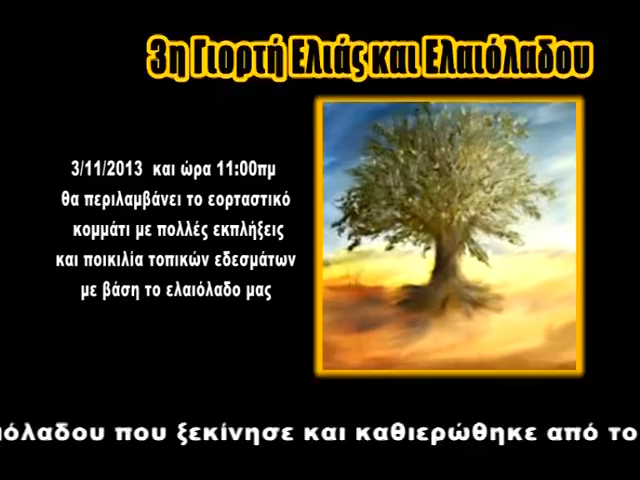 3η Γιορτή Ελιάς και Ελαιόλαδου
3/11/2013 και ώρα 11:00πμ
θα περιλαμβάνει το εορταστικό
κομμάτι με πολλές εκπλήξεις
και ποικιλία τοπικών εδεσμάτων
με βάση το ελαιόλαδο μας
ιόλαδου που ξεκίνησε και καθιερώθηκε από το